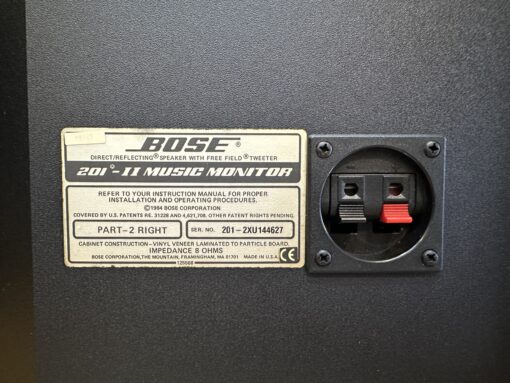 BOSE®
DIRECT/REFLECTING® SPEAKER WITH FREE FIELD® TWEETER
201®-II MUSIC MONITOR
REFER TO YOUR INSTRUCTION MANUAL FOR PROPER
INSTALLATION AND OPERATING PROCEDURES.
©1984 BOSE CORPORATION
COVERED BY U.S. PATENTS RE. 31228 AND 4,621,708. OTHER PATENT RIGHTS PENDING.
PART-2 RIGHT SER. NO. 201-2XU144627
CABINET CONSTRUCTION - VINYL VENEER LAMINATED TO PARTICLE BOARD.
IMPEDANCE 8 OHMS
BOSE CORPORATION, THE MOUNTAIN, FRAMINGHAM, MA 01701 MADE IN U.S.A. CE
125568